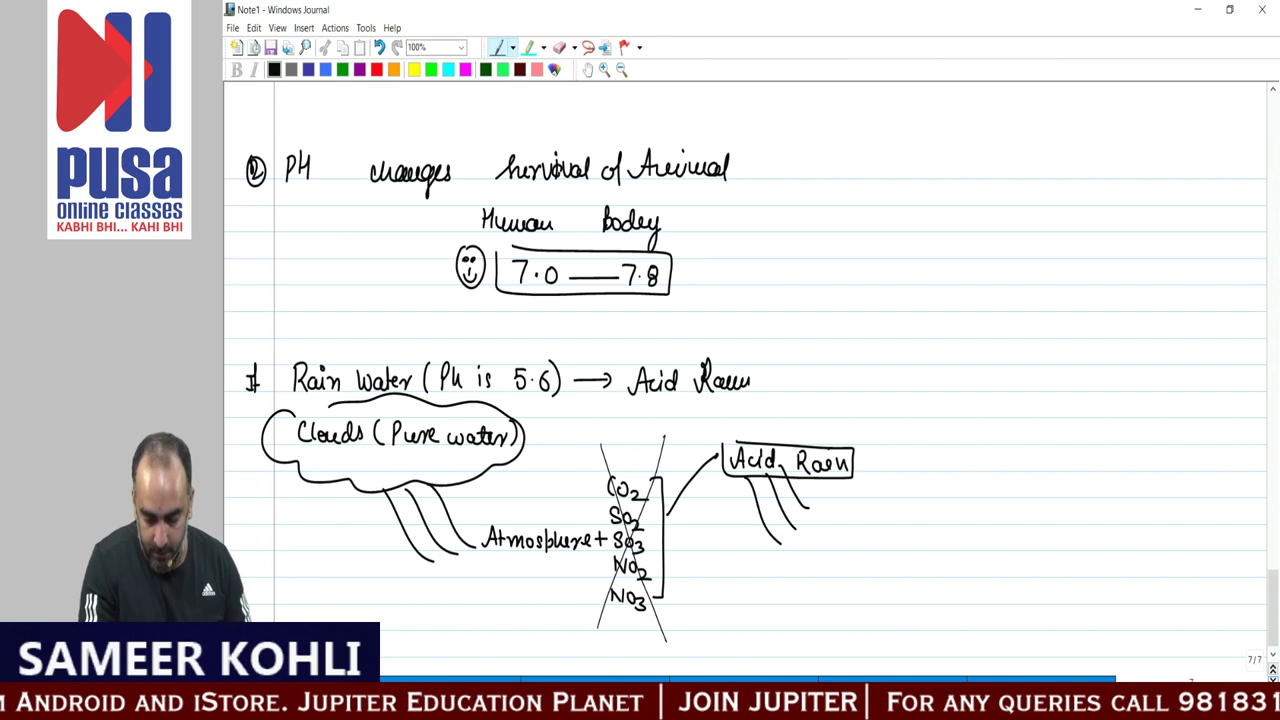 Note1 - Windows Journal
File Edit View Insert Actions Tools Help
100%
B I
PUSA
ONLINE CLASSES
KABHI BHI... KAHI BHI
② PH changes survival of Animal
Human Body
7.0 — 7.8
If Rain Water (Ph is 5.6) → Acid Rain
Clouds (Pure water)
Acid Rain
CO2
SO2
Atmosphere + SO3
NO2
NO3
7/7
SAMEER KOHLI
M Android and iStore. Jupiter Education Planet | JOIN JUPITER | For any queries call 981831